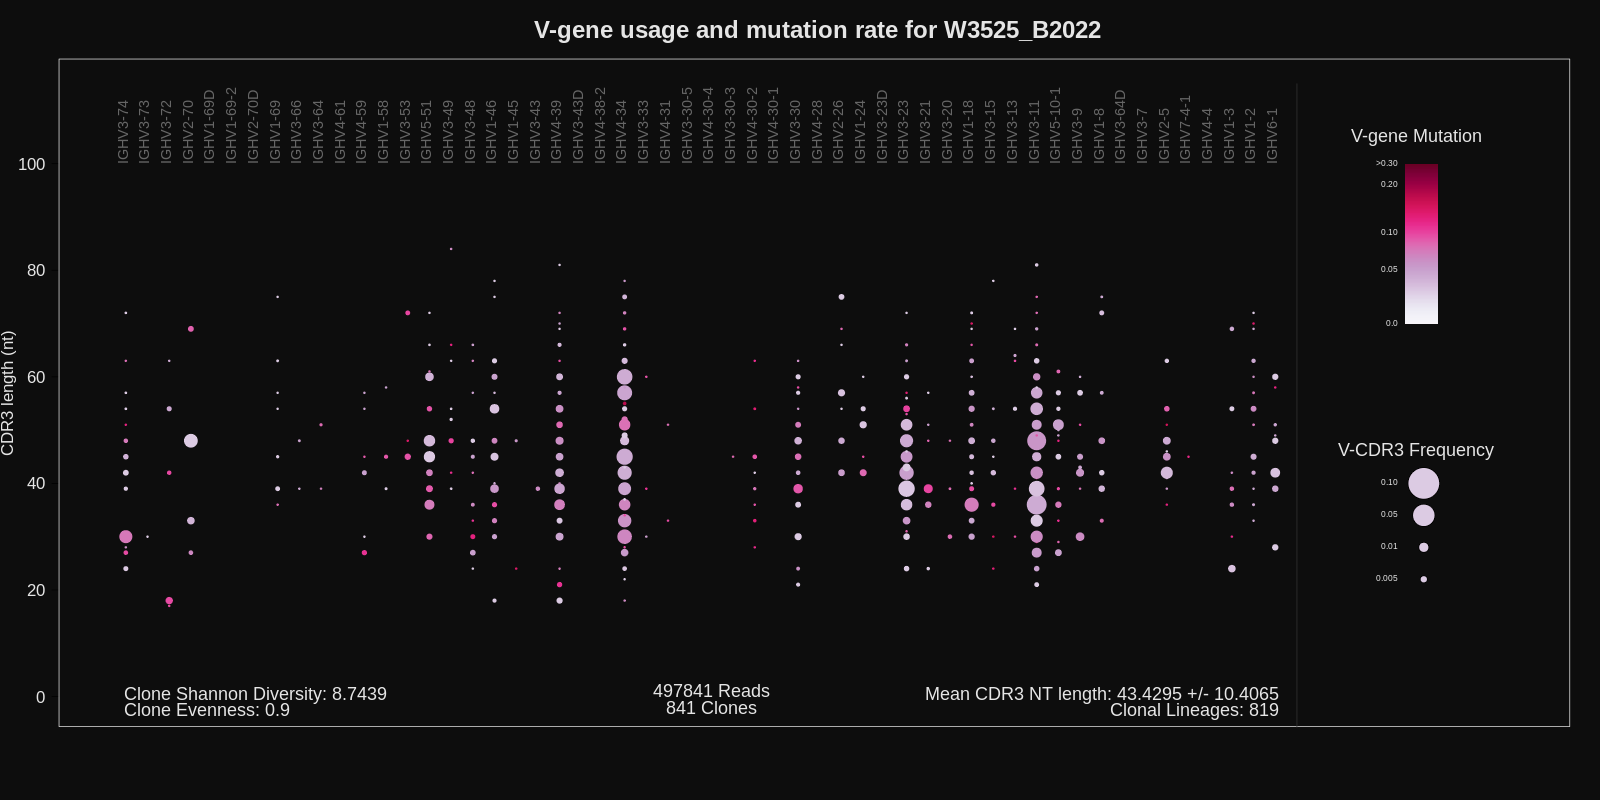 V-gene usage and mutation rate for W3525_B2022
IGHV3-74
IGHV3-73
IGHV3-72
IGHV2-70
IGHV1-69D
IGHV1-69-2
IGHV2-70D
IGHV1-69
IGHV3-66
IGHV3-64
IGHV4-61
IGHV4-59
IGHV1-58
IGHV3-53
IGHV5-51
IGHV3-49
IGHV3-48
IGHV1-46
IGHV1-45
IGHV3-43
IGHV4-39
IGHV3-43D
IGHV4-38-2
IGHV4-34
IGHV3-33
IGHV4-31
IGHV3-30-5
IGHV4-30-4
IGHV3-30-3
IGHV4-30-2
IGHV4-30-1
IGHV3-30
IGHV4-28
IGHV2-26
IGHV1-24
IGHV3-23D
IGHV3-23
IGHV3-21
IGHV3-20
IGHV1-18
IGHV3-15
IGHV3-13
IGHV3-11
IGHV5-10-1
IGHV3-9
IGHV1-8
IGHV3-64D
IGHV3-7
IGHV2-5
IGHV7-4-1
IGHV4-4
IGHV1-3
IGHV1-2
IGHV6-1
100
80
60
40
20
0
CDR3 length (nt)
Clone Shannon Diversity: 8.7439
Clone Evenness: 0.9
497841 Reads
841 Clones
Mean CDR3 NT length: 43.4295 +/- 10.4065
Clonal Lineages: 819
V-gene Mutation
>0.30
0.20
0.10
0.05
0.0
V-CDR3 Frequency
0.10
0.05
0.01
0.005